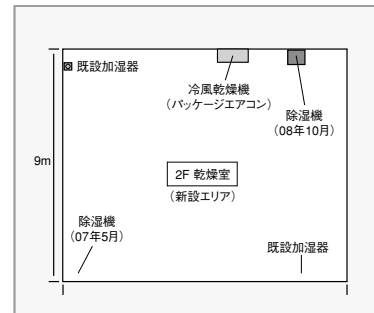 既設加湿器
冷風乾燥機
（パッケージエアコン）
除湿機
（08年10月）
9m
2F 乾燥室
（新設エリア）
除湿機
（07年5月）
既設加湿器